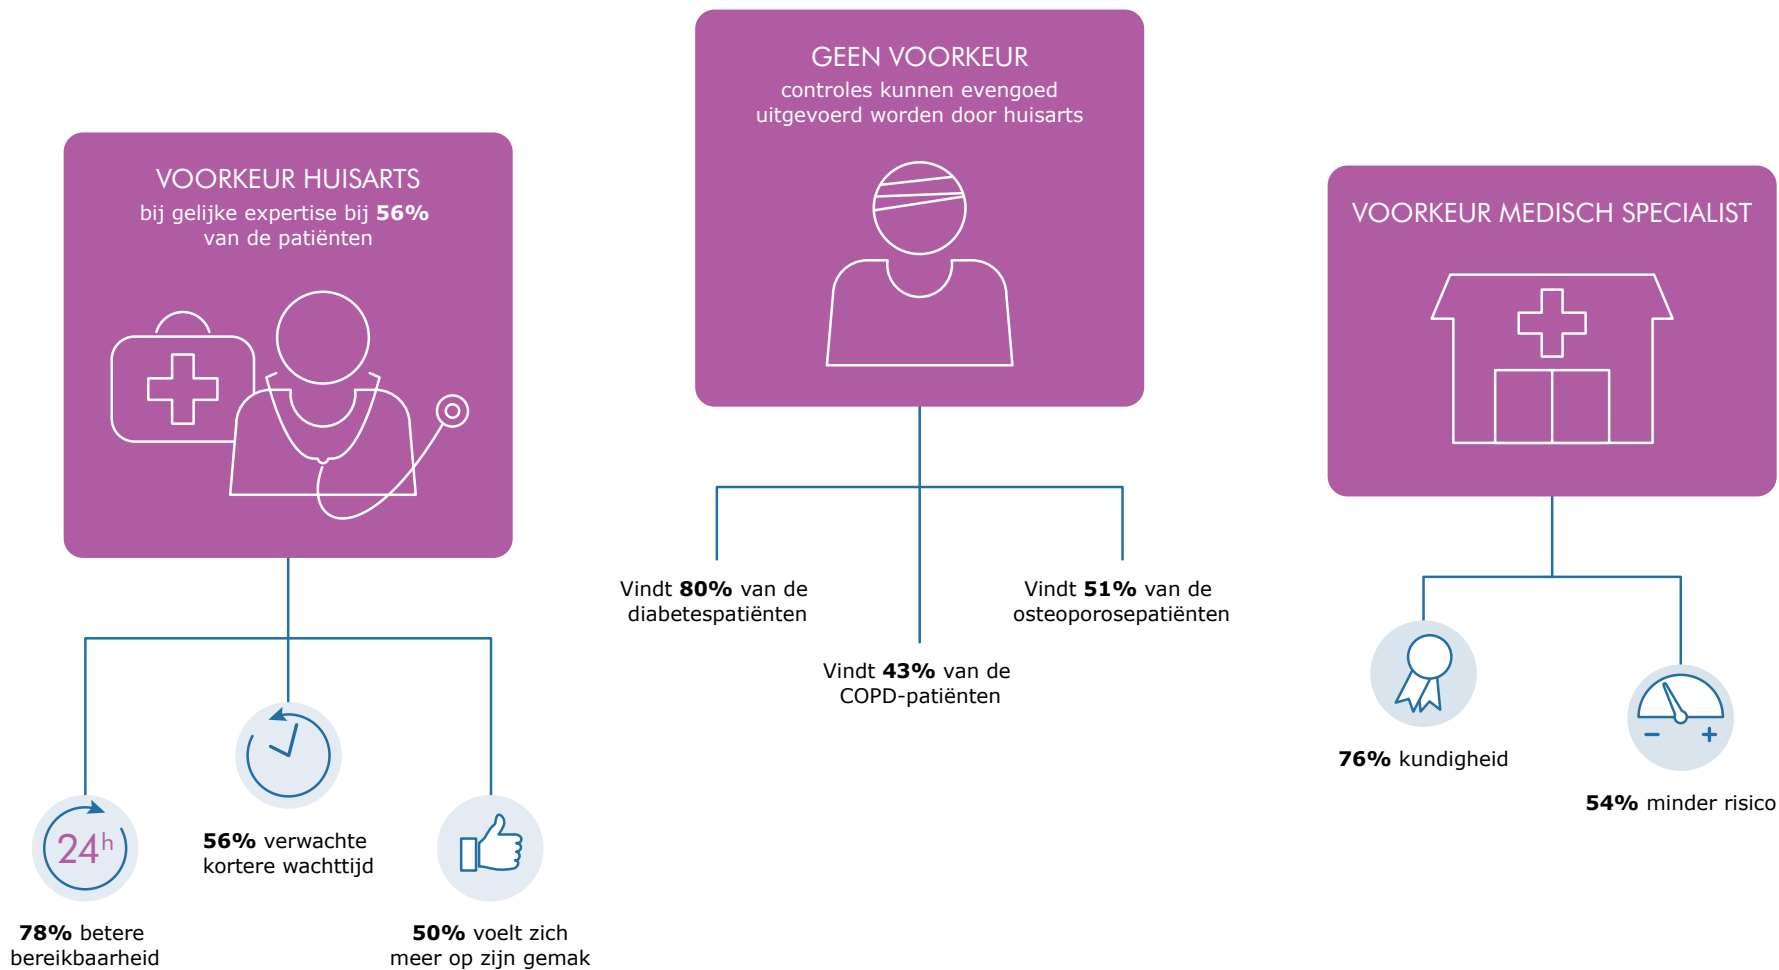 VOORKEUR HUISARTS
bij gelijke expertise bij 56%
van de patiënten
24h
78% betere
bereikbaarheid
56% verwachte
kortere wachttijd
50% voelt zich
meer op zijn gemak
GEEN VOORKEUR
controles kunnen evengoed
uitgevoerd worden door huisarts
Vindt 80% van de
diabetespatiënten
Vindt 43% van de
COPD-patiënten
Vindt 51% van de
osteoporosepatiënten
VOORKEUR MEDISCH SPECIALIST
76% kundigheid
– +
54% minder risico